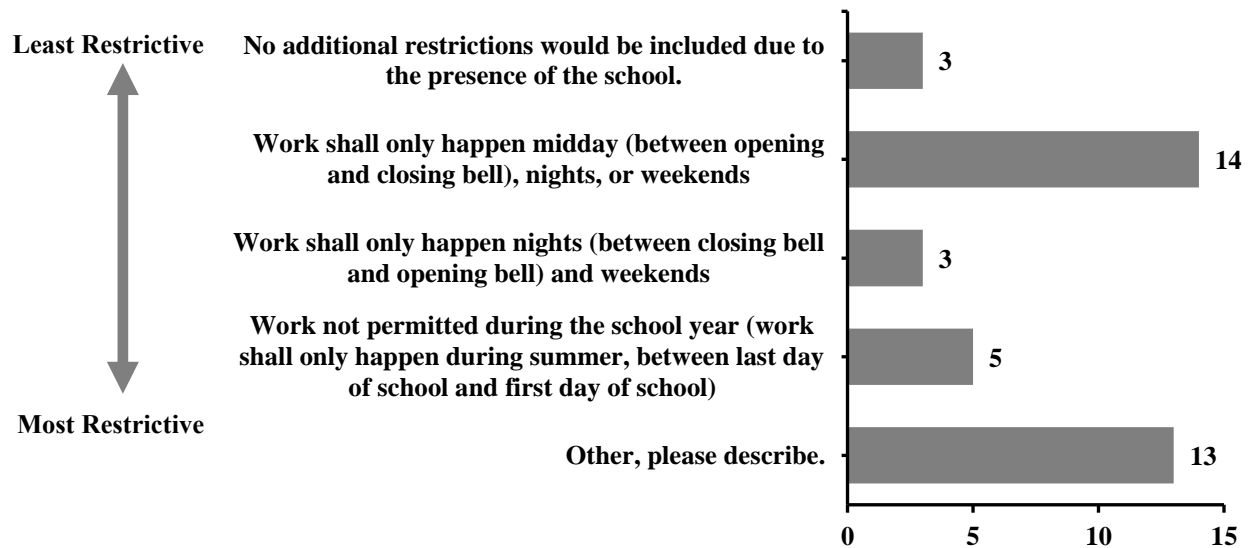 Least Restrictive
No additional restrictions would be included due to
the presence of the school.
3
Work shall only happen midday (between opening
and closing bell), nights, or weekends
14
Work shall only happen nights (between closing bell
and opening bell) and weekends
3
Work not permitted during the school year (work
shall only happen during summer, between last day
of school and first day of school)
5
Most Restrictive
Other, please describe.
13
0 5 10 15